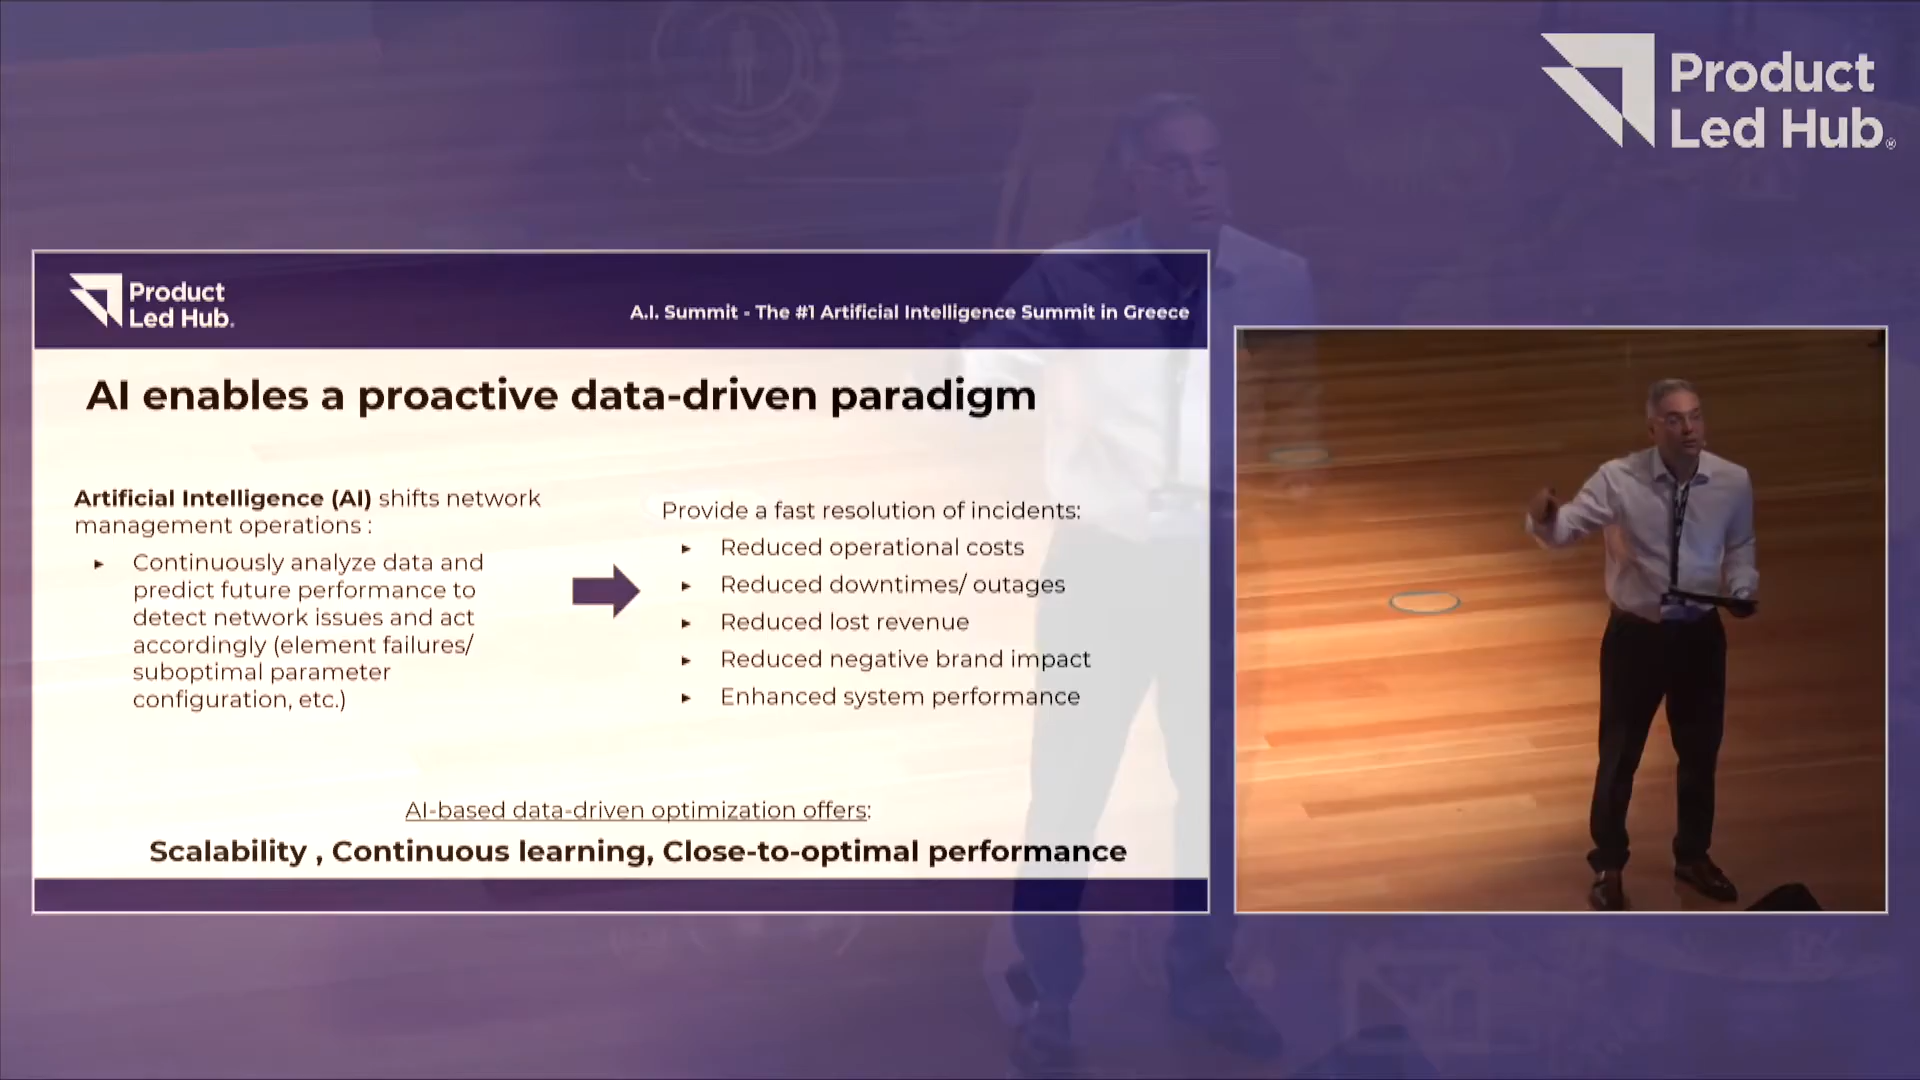 Product
Led Hub®
Product
Led Hub.
A.I. Summit - The #1 Artificial Intelligence Summit in Greece
AI enables a proactive data-driven paradigm
Artificial Intelligence (AI) shifts network
management operations :
► Continuously analyze data and
predict future performance to
detect network issues and act
accordingly (element failures/
suboptimal parameter
configuration, etc.)
Provide a fast resolution of incidents:
► Reduced operational costs
► Reduced downtimes/ outages
► Reduced lost revenue
► Reduced negative brand impact
► Enhanced system performance
AI-based data-driven optimization offers:
Scalability , Continuous learning, Close-to-optimal performance